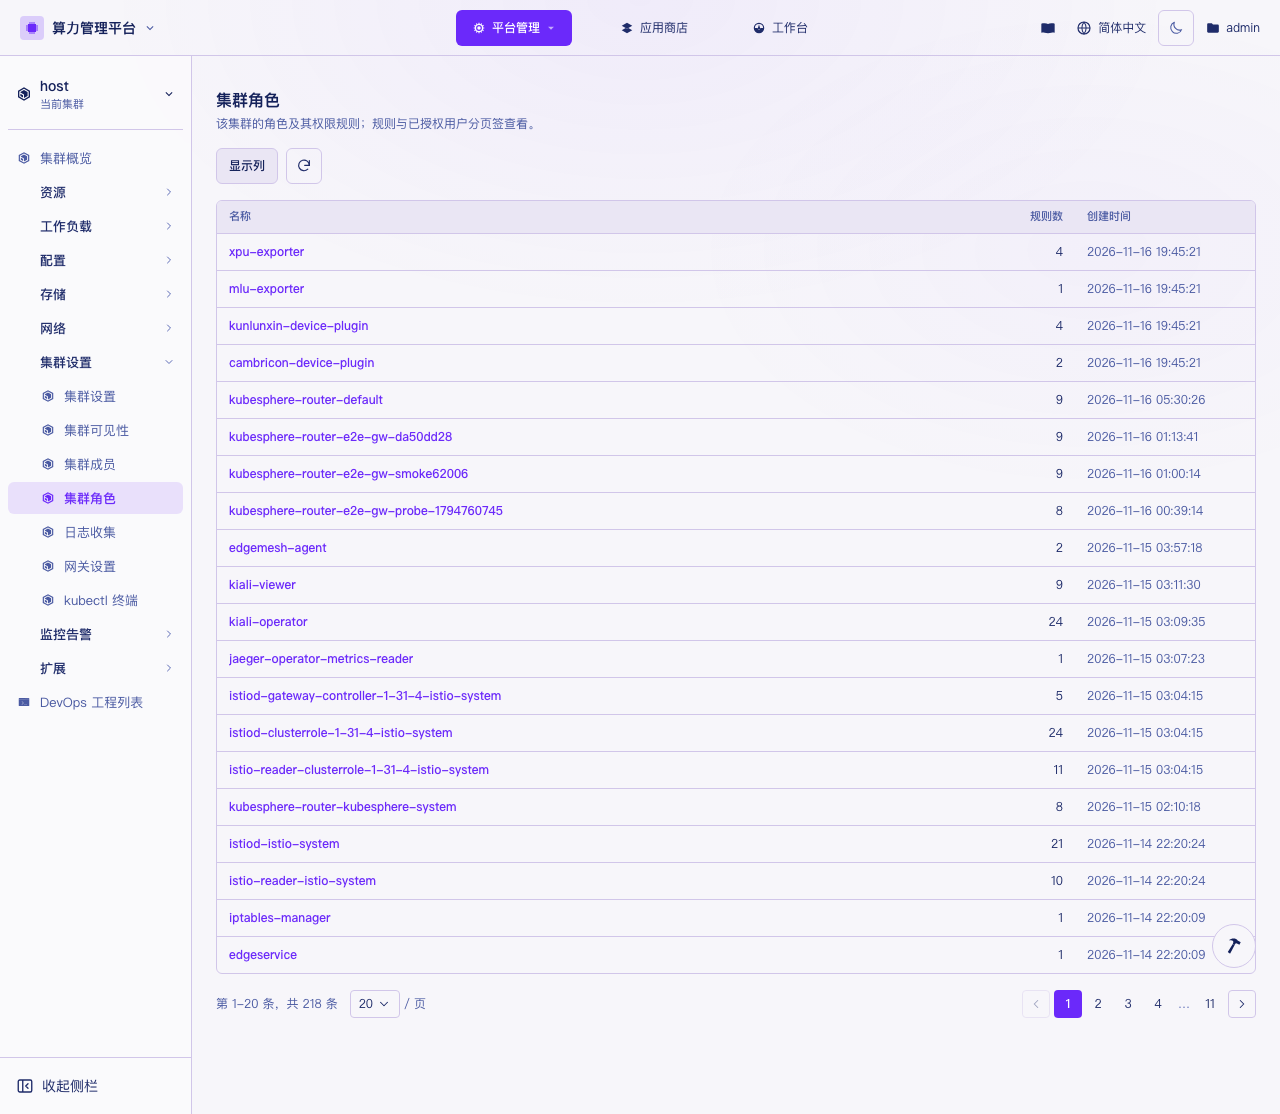 算力管理平台
平台管理
应用商店
工作台
简体中文
admin
host
当前集群
集群概览
资源
工作负载
配置
存储
网络
集群设置
集群设置
集群可见性
集群成员
集群角色
日志收集
网关设置
kubectl 终端
监控告警
扩展
DevOps 工程列表
收起侧栏
集群角色
该集群的角色及其权限规则；规则与已授权用户分页签查看。
显示列
名称 规则数 创建时间
xpu-exporter 4 2026-11-16 19:45:21
mlu-exporter 1 2026-11-16 19:45:21
kunlunxin-device-plugin 4 2026-11-16 19:45:21
cambricon-device-plugin 2 2026-11-16 19:45:21
kubesphere-router-default 9 2026-11-16 05:30:26
kubesphere-router-e2e-gw-da50dd28 9 2026-11-16 01:13:41
kubesphere-router-e2e-gw-smoke62006 9 2026-11-16 01:00:14
kubesphere-router-e2e-gw-probe-1794760745 8 2026-11-16 00:39:14
edgemesh-agent 2 2026-11-15 03:57:18
kiali-viewer 9 2026-11-15 03:11:30
kiali-operator 24 2026-11-15 03:09:35
jaeger-operator-metrics-reader 1 2026-11-15 03:07:23
istiod-gateway-controller-1-31-4-istio-system 5 2026-11-15 03:04:15
istiod-clusterrole-1-31-4-istio-system 24 2026-11-15 03:04:15
istio-reader-clusterrole-1-31-4-istio-system 11 2026-11-15 03:04:15
kubesphere-router-kubesphere-system 8 2026-11-15 02:10:18
istiod-istio-system 21 2026-11-14 22:20:24
istio-reader-istio-system 10 2026-11-14 22:20:24
iptables-manager 1 2026-11-14 22:20:09
edgeservice 1 2026-11-14 22:20:09
第 1-20 条，共 218 条 20 / 页 1 2 3 4 … 11